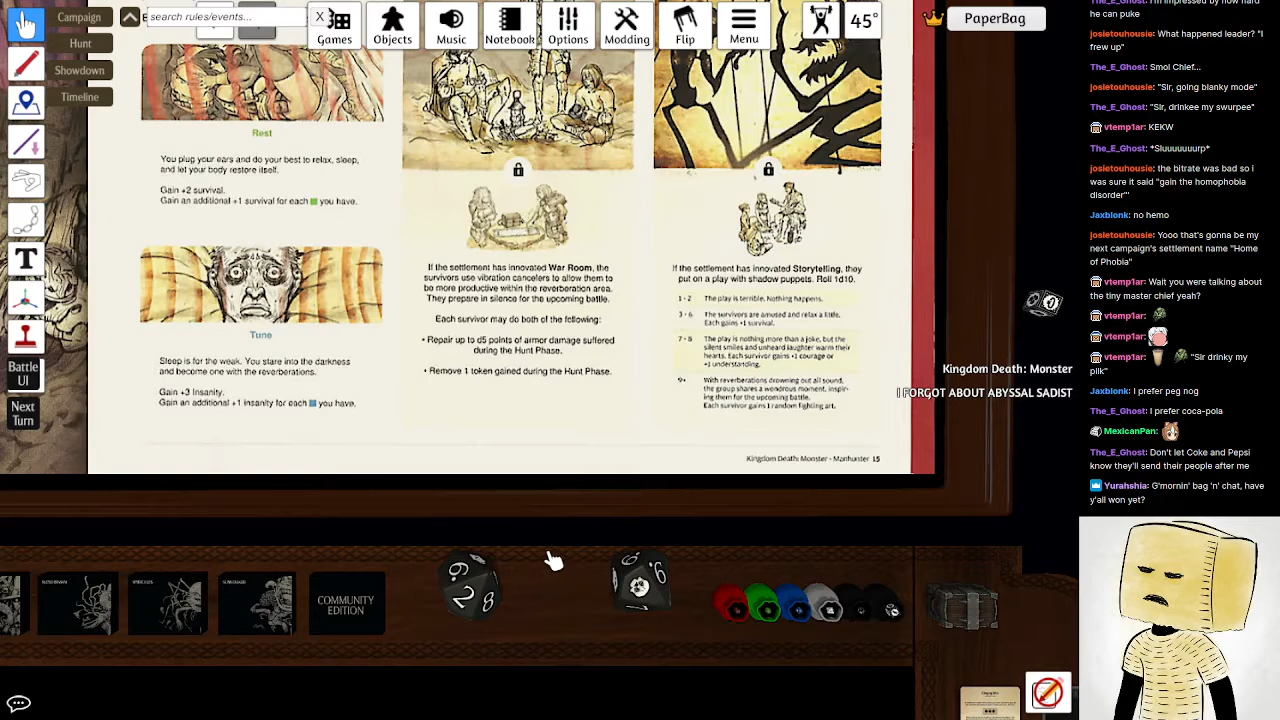 Campaign
Hunt
Showdown
Timeline
search rules/events...
X
Games
Objects
Music
Notebook
Options
Modding
Flip
Menu
45°
PaperBag
Rest
You plug your ears and do your best to relax, sleep,
and let your body restore itself.
Gain +2 survival.
Gain an additional +1 survival for each you have.
Tune
Sleep is for the weak. You stare into the darkness
and become one with the reverberations.
Gain +3 Insanity.
Gain an additional +1 insanity for each you have.
If the settlement has innovated War Room, the
survivors use vibration cancelers to allow them to
be more productive within the reverberation area.
They prepare in silence for the upcoming battle.
Each survivor may do both of the following:
• Repair up to d5 points of armor damage suffered
during the Hunt Phase.
• Remove 1 token gained during the Hunt Phase.
If the settlement has innovated Storytelling, they
put on a play with shadow puppets. Roll 1d10.
1 - 2 The play is terrible. Nothing happens.
3 - 6 The survivors are amused and relax a little.
Each gains +1 survival.
7 - 8 The play is nothing more than a joke, but the
silent smiles and unheard laughter warm their
hearts. Each survivor gains +1 courage or
+1 understanding.
9+ With reverberations drowning out all sound,
the group shares a wondrous moment, inspir-
ing them for the upcoming battle.
Each survivor gains 1 random fighting art.
Kingdom Death: Monster - Manhunter 15
Battle
UI
Next
Turn
T
Kingdom Death: Monster
I FORGOT ABOUT ABYSSAL SADIST
COMMUNITY
EDITION
6
2
8
he can puke
josietouhousie: What happened leader? "I
frew up"
The_E_Ghost: Smol Chief...
josietouhousie: "Sir, going blanky mode"
The_E_Ghost: "Sir, drinkee my swurpee"
vtemp1ar: KEKW
The_E_Ghost: *Sluuuuuuurp*
josietouhousie: the bitrate was bad so i
was sure it said "gain the homophobia
disorder"'
Jaxblonk: no hemo
josietouhousie: Yooo that's gonna be my
next campaign's settlement name "Home
of Phobia"
vtemp1ar: Wait you were talking about
the tiny master chief yeah?
vtemp1ar:
vtemp1ar:
vtemp1ar: "Sir drinky my
pilk"
Jaxblonk: I prefer peg nog
The_E_Ghost: I prefer coca-pola
MexicanPan:
The_E_Ghost: Don't let Coke and Pepsi
know they'll send their people after me
Yurahshia: G'mornin' bag 'n' chat, have
y'all won yet?